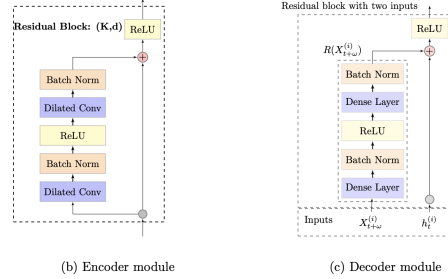 Residual Block: (K,d)
ReLU
Batch Norm
Dilated Conv
ReLU
Batch Norm
Dilated Conv
(b) Encoder module
Residual block with two inputs
ReLU
R(X_{t+ω}^{(i)})
Batch Norm
Dense Layer
ReLU
Batch Norm
Dense Layer
Inputs
X_{t+ω}^{(i)}
h_t^{(i)}
(c) Decoder module